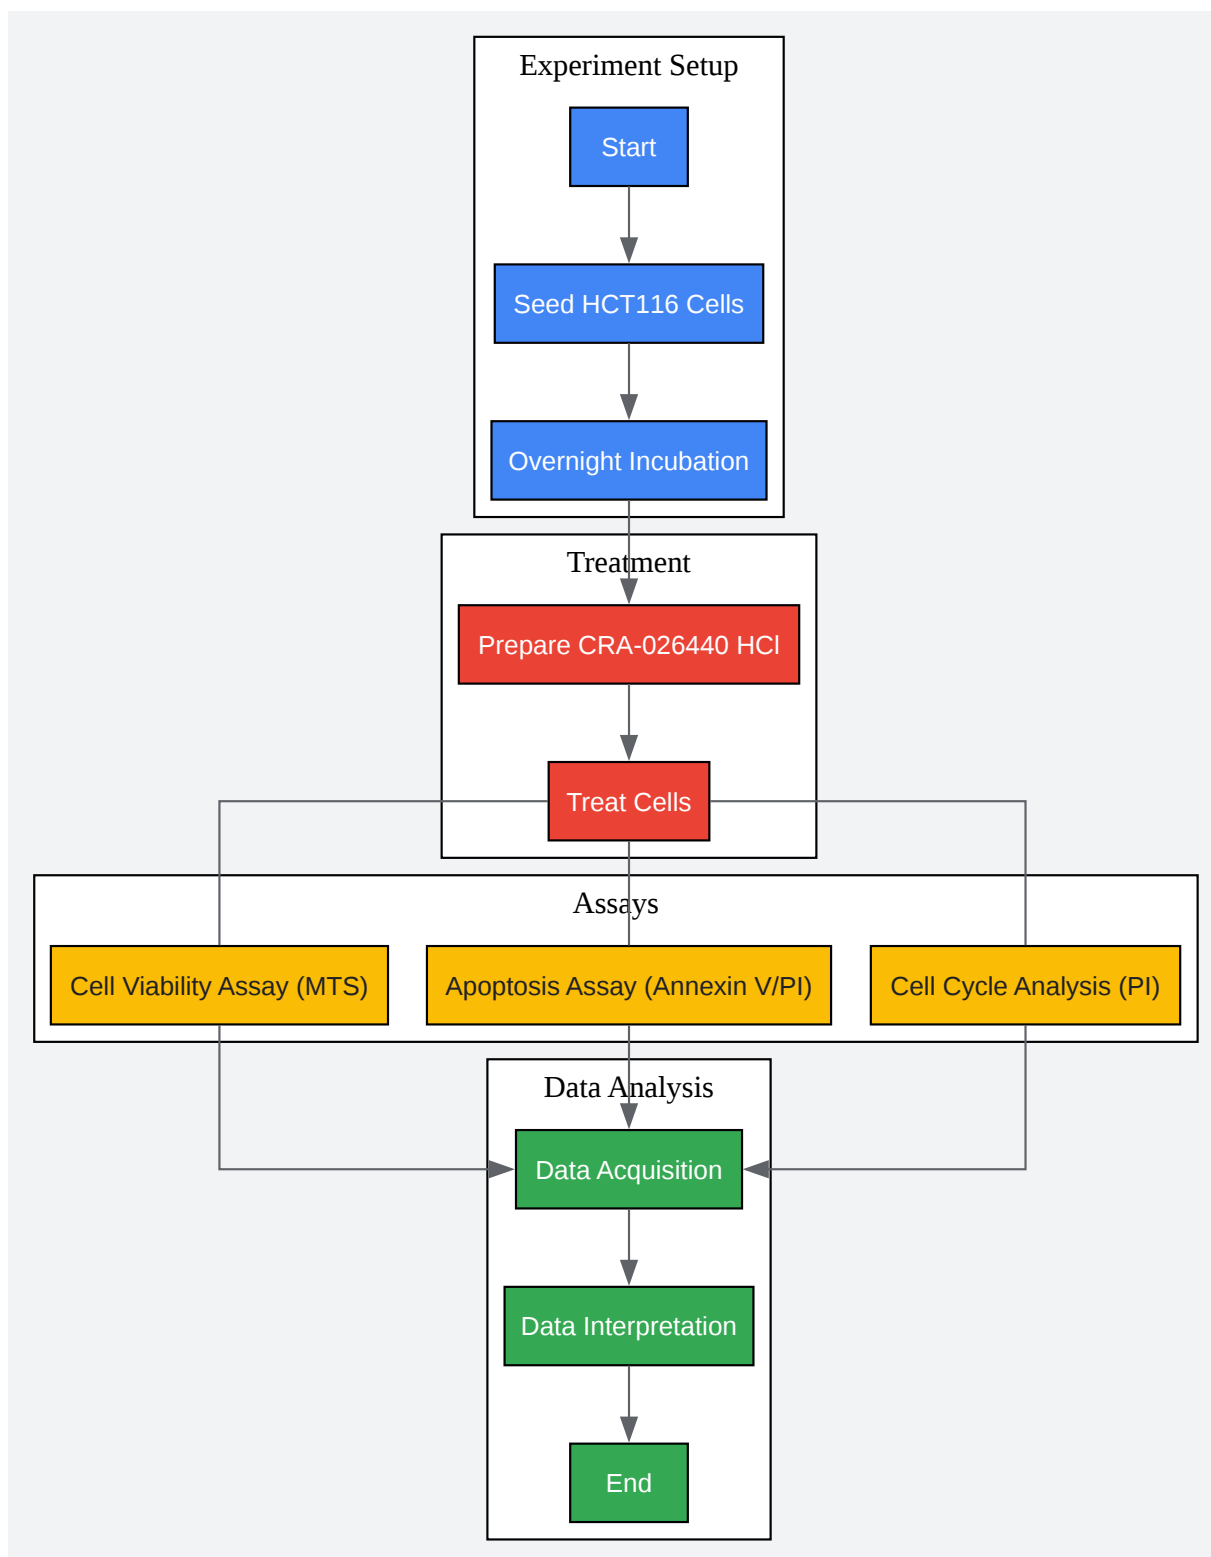 Experiment Setup
Start
Seed HCT116 Cells
Overnight Incubation
Treatment
Prepare CRA-026440 HCl
Treat Cells
Assays
Cell Viability Assay (MTS)
Apoptosis Assay (Annexin V/PI)
Cell Cycle Analysis (PI)
Data Analysis
Data Acquisition
Data Interpretation
End